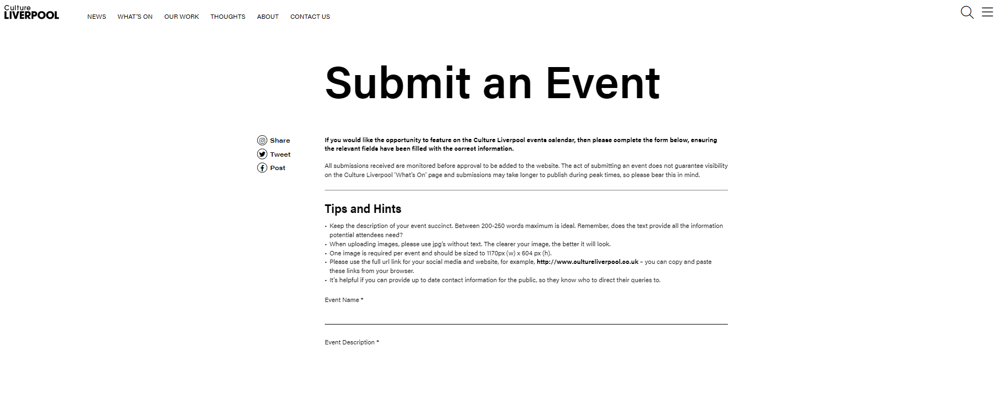 Culture
LIVERPOOL
NEWS WHAT'S ON OUR WORK THOUGHTS ABOUT CONTACT US
Submit an Event
Share
Tweet
Post
If you would like the opportunity to feature on the Culture Liverpool events calendar, then please complete the form below, ensuring
the relevant fields have been filled with the correct information.
All submissions received are monitored before approval to be added to the website. The act of submitting an event does not guarantee visibility
on the Culture Liverpool ‘What’s On’ page and submissions may take longer to publish during peak times, so please bear this in mind.
Tips and Hints
• Keep the description of your event succinct. Between 200-250 words maximum is ideal. Remember, does the text provide all the information
potential attendees need?
• When uploading images, please use jpg’s without text. The clearer your image, the better it will look.
• One image is required per event and should be sized to 1170px (w) x 604 px (h).
• Please use the full url link for your social media and website, for example, http://www.cultureliverpool.co.uk – you can copy and paste
these links from your browser.
• It’s helpful if you can provide up to date contact information for the public, so they know who to direct their queries to.
Event Name *
Event Description *